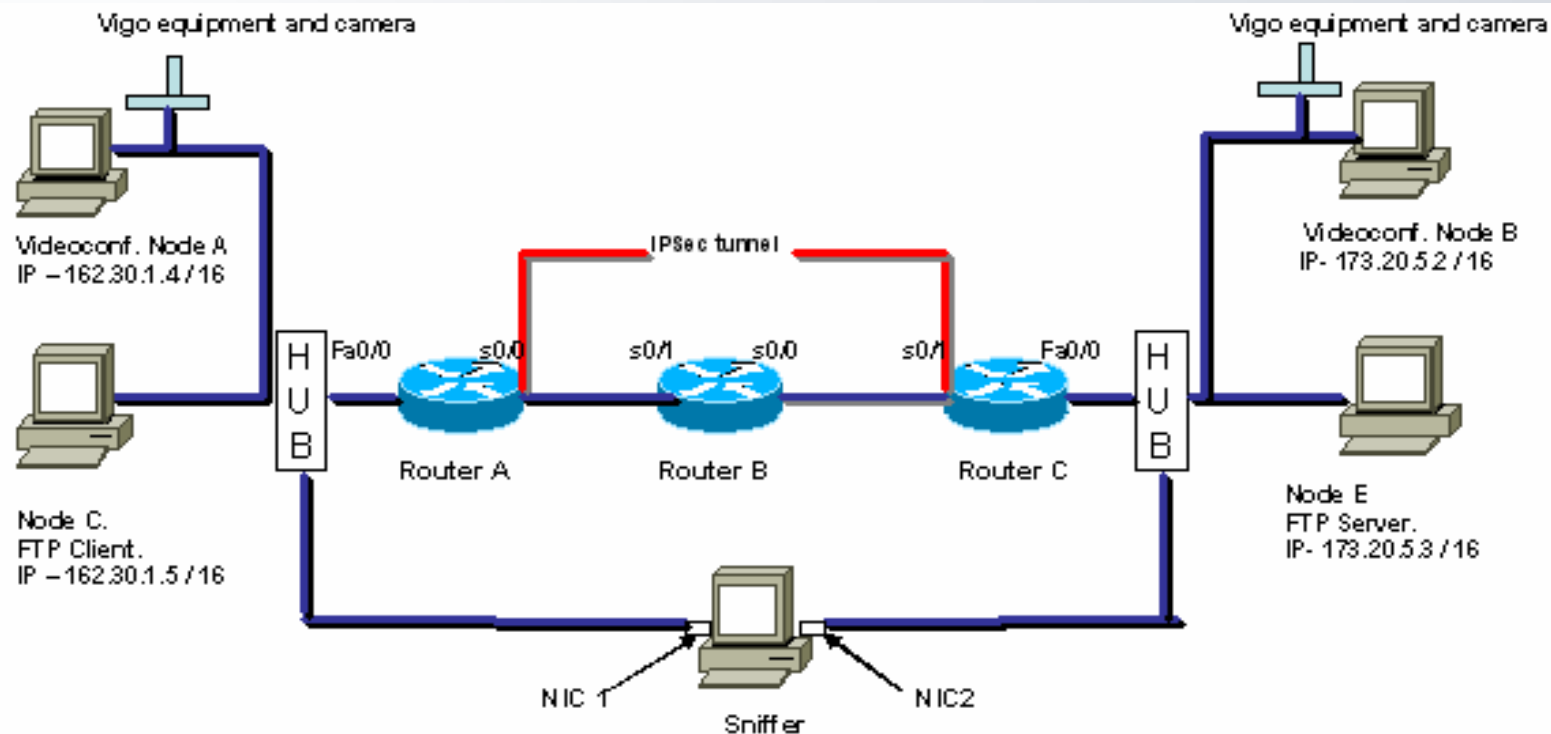 Vigo equipment and camera
Vigo equipment and camera
Videoconf. Node A
IP – 162.30.1.4 / 16
Videoconf. Node B
IP- 173.20.5.2 / 16
IPSec tunnel
HUB
Fa0/0
s0/0
s0/1
s0/0
s0/1
Fa0/0
HUB
Router A
Router B
Router C
Node C.
FTP Client.
IP – 162.30.1.5 / 16
Node E
FTP Server.
IP- 173.20.5.3 / 16
NIC 1
NIC2
Sniffer